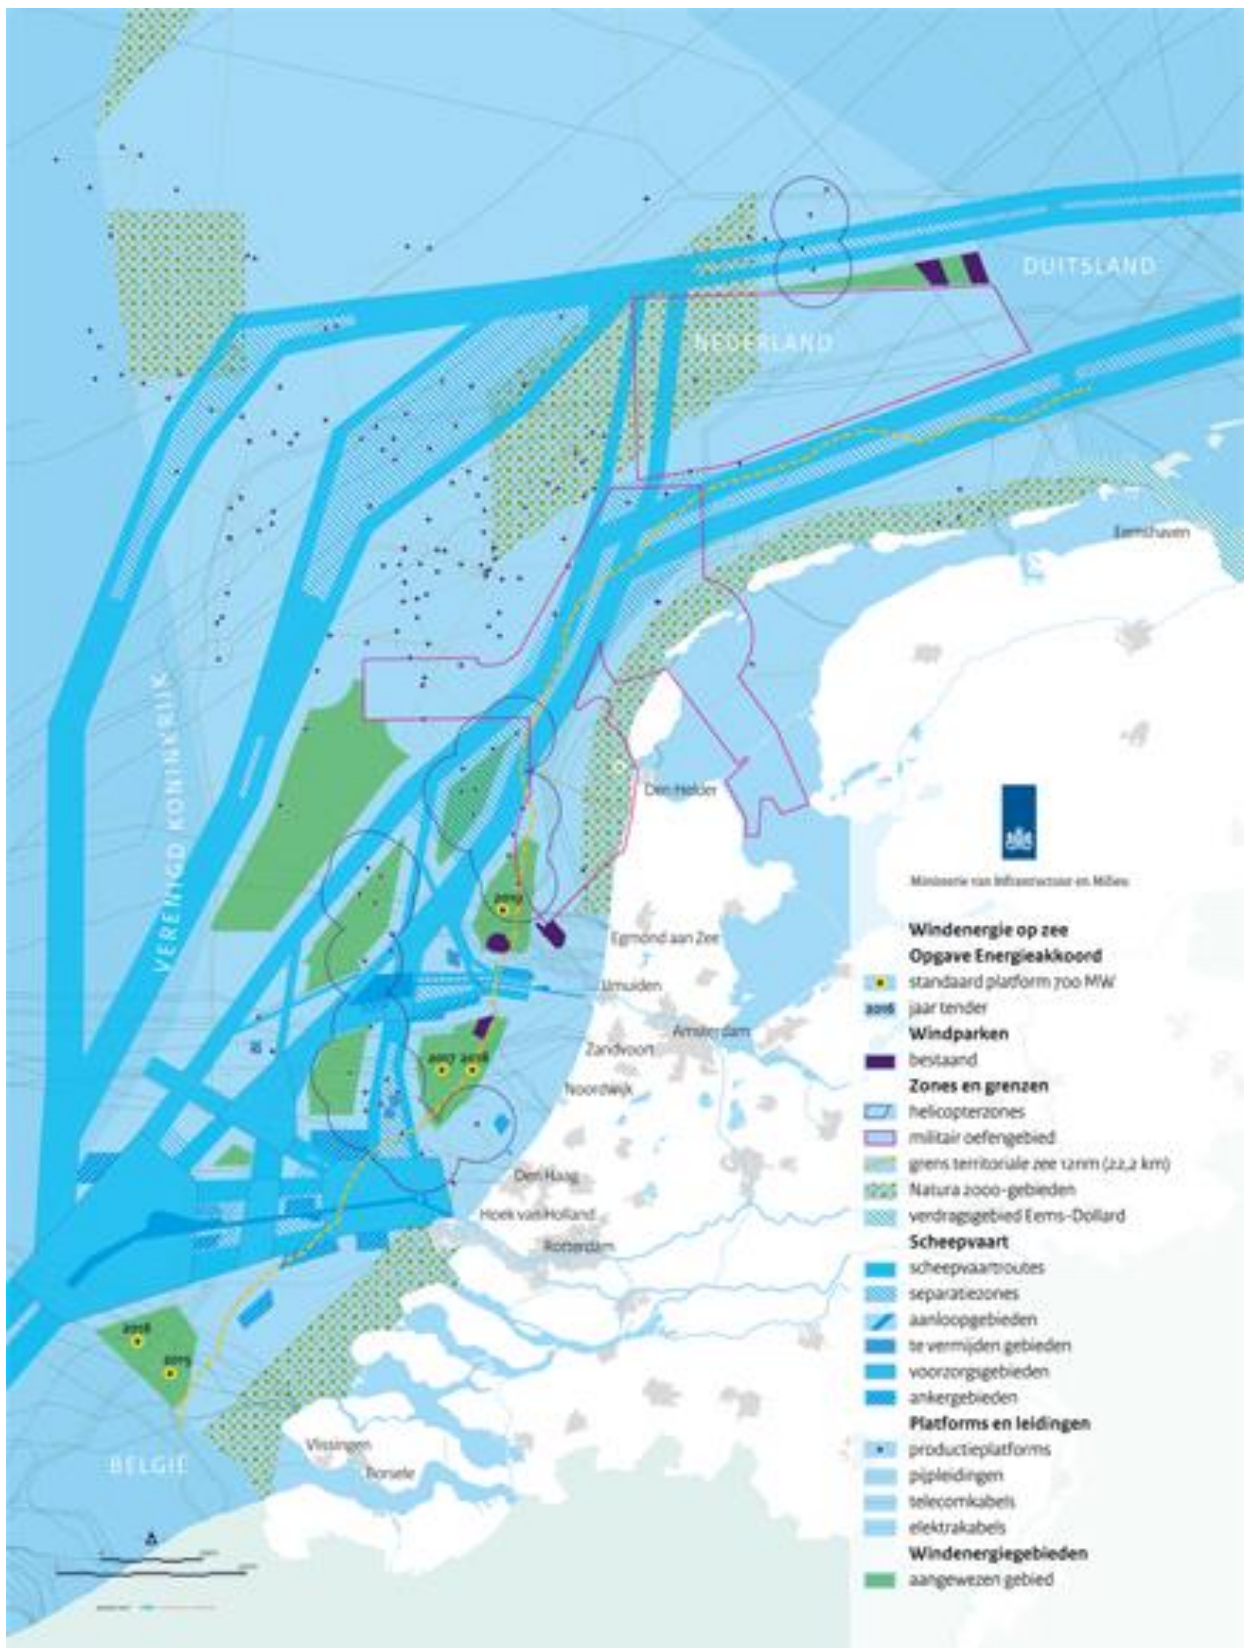 DUITSLAND
NEDERLAND
Eemshaven
VERENIGD KONINKRIJK
Den Helder
Ministerie van Infrastructuur en Milieu
2019
Egmond aan Zee
IJmuiden
Amsterdam
Zandvoort
2017 2016
Noordwijk
Den Haag
Hoek van Holland
Rotterdam
2018
2015
Vlissingen
Borsele
BELGIË
Windenergie op zee
Opgave Energieakkoord
standaard platform 700 MW
2016 jaar tender
Windparken
bestaand
Zones en grenzen
helicopterzones
militair oefengebied
grens territoriale zee 12nm (22,2 km)
Natura 2000-gebieden
verdragsgebied Eems-Dollard
Scheepvaart
scheepvaartroutes
separatiezones
aanloopgebieden
te vermijden gebieden
voorzorgsgebieden
ankergebieden
Platforms en leidingen
productieplatforms
pijpleidingen
telecomkabels
elektrakabels
Windenergiegebieden
aangewezen gebied